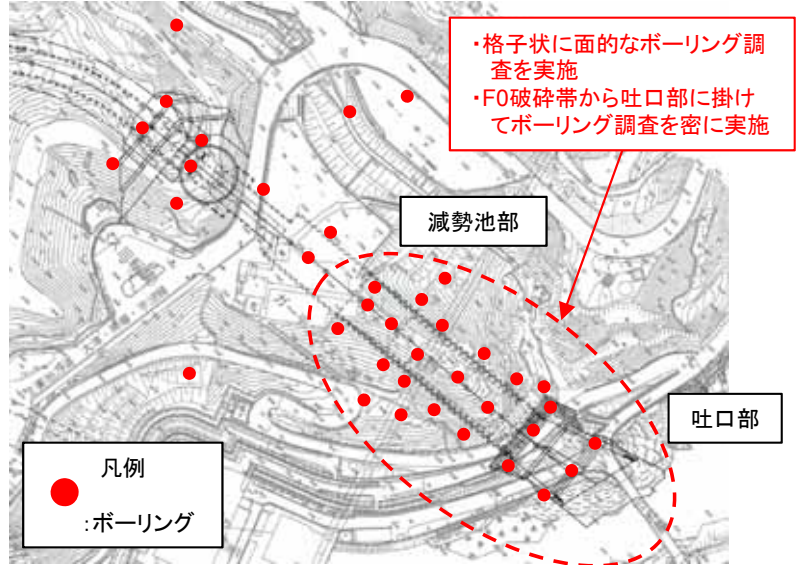 ・格子状に面的なボーリング調
査を実施
・F0破砕帯から吐口部に掛け
てボーリング調査を密に実施
減勢池部
吐口部
凡例
:ボーリング